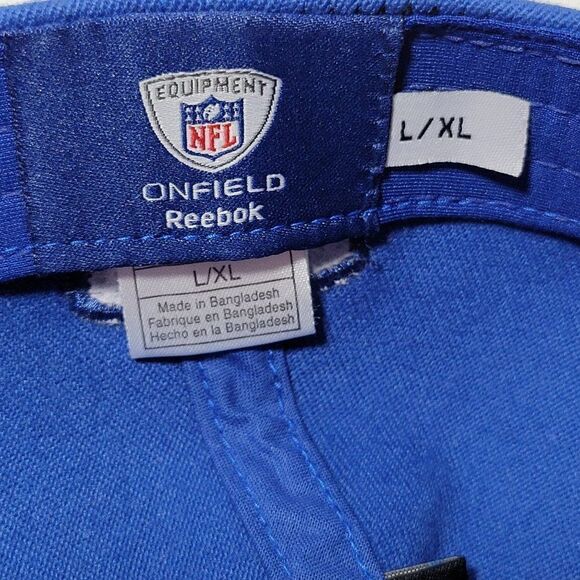 EQUIPMENT
NFL
ONFIELD
Reebok
L/XL
L/XL
Made in Bangladesh
Fabrique en Bangladesh
Hecho en la Bangladesh